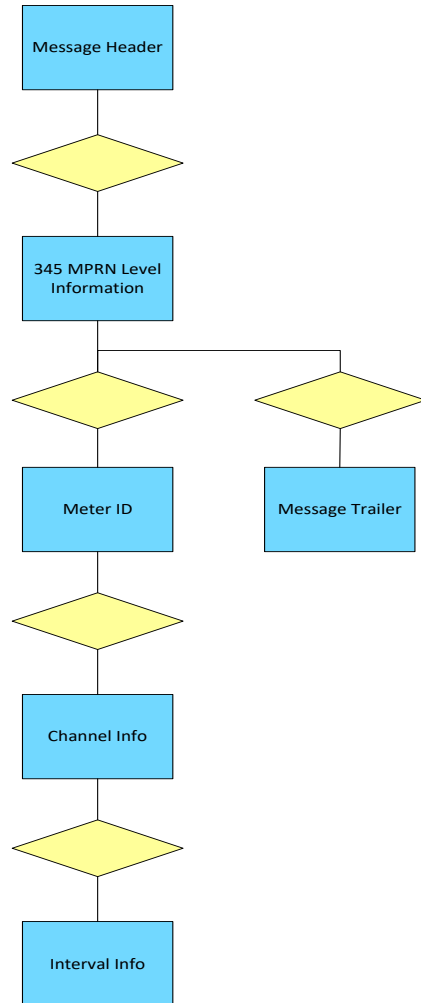 Message Header
345 MPRN Level
Information
Meter ID
Message Trailer
Channel Info
Interval Info